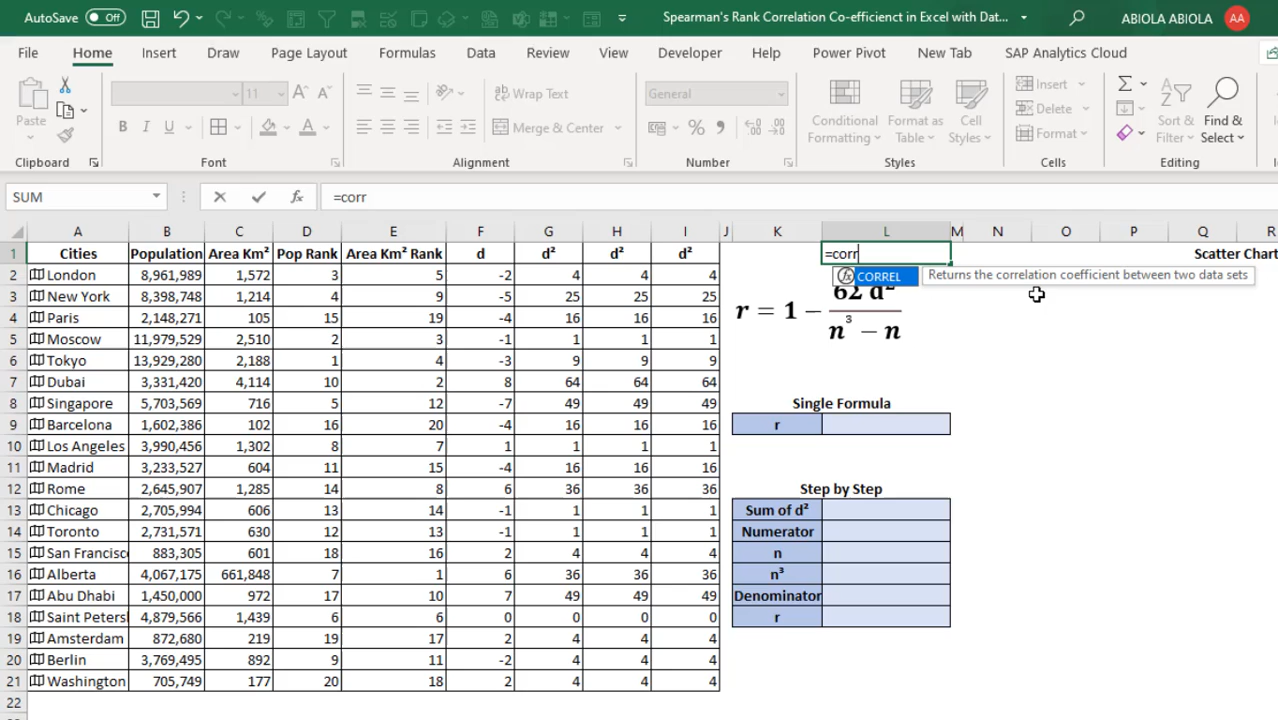 AutoSave Off Spearman's Rank Correlation Co-efficienct in Excel with Dat... ABIOLA ABIOLA AA
File Home Insert Draw Page Layout Formulas Data Review View Developer Help Power Pivot New Tab SAP Analytics Cloud
Paste
11
A A
Wrap Text
General
Conditional Formatting
Format as Table
Cell Styles
Insert
Sort & Filter
Find & Select
B I U
Merge & Center
Delete
Format
Clipboard Font Alignment Number Styles Cells Editing
SUM fx =corr
A B C D E F G H I J K L M N O P Q R
1 Cities Population Area Km² Pop Rank Area Km² Rank d d² d² d² =corr Scatter Chart
2 London 8,961,989 1,572 3 5 -2 4 4 4 CORREL Returns the correlation coefficient between two data sets
3 New York 8,398,748 1,214 4 9 -5 25 25 25
4 Paris 2,148,271 105 15 19 -4 16 16 16
r = 1 − 62 d² / n³ − n
5 Moscow 11,979,529 2,510 2 3 -1 1 1 1
6 Tokyo 13,929,280 2,188 1 4 -3 9 9 9
7 Dubai 3,331,420 4,114 10 2 8 64 64 64
8 Singapore 5,703,569 716 5 12 -7 49 49 49 Single Formula
9 Barcelona 1,602,386 102 16 20 -4 16 16 16 r
10 Los Angeles 3,990,456 1,302 8 7 1 1 1 1
11 Madrid 3,233,527 604 11 15 -4 16 16 16
12 Rome 2,645,907 1,285 14 8 6 36 36 36 Step by Step
13 Chicago 2,705,994 606 13 14 -1 1 1 1 Sum of d²
14 Toronto 2,731,571 630 12 13 -1 1 1 1 Numerator
15 San Francisc 883,305 601 18 16 2 4 4 4 n
16 Alberta 4,067,175 661,848 7 1 6 36 36 36 n³
17 Abu Dhabi 1,450,000 972 17 10 7 49 49 49 Denominator
18 Saint Petersl 4,879,566 1,439 6 6 0 0 0 0 r
19 Amsterdam 872,680 219 19 17 2 4 4 4
20 Berlin 3,769,495 892 9 11 -2 4 4 4
21 Washington 705,749 177 20 18 2 4 4 4
22